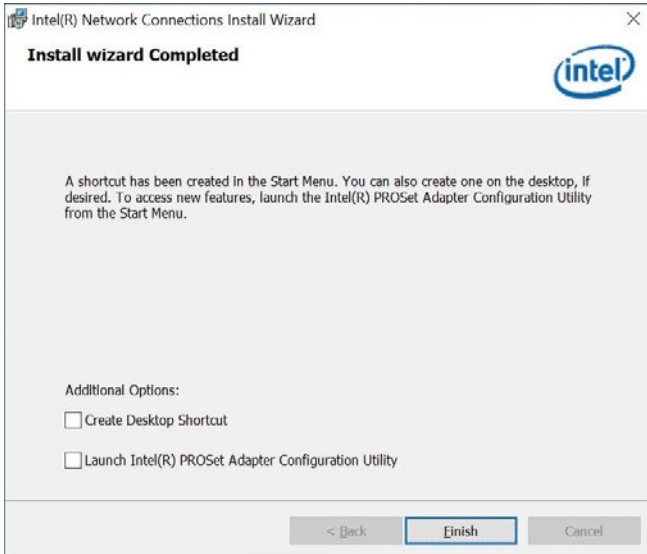 Intel(R) Network Connections Install Wizard
Install wizard Completed
intel
A shortcut has been created in the Start Menu. You can also create one on the desktop, if
desired. To access new features, launch the Intel(R) PROSet Adapter Configuration Utility
from the Start Menu.
Additional Options:
Create Desktop Shortcut
Launch Intel(R) PROSet Adapter Configuration Utility
< Back
Finish
Cancel